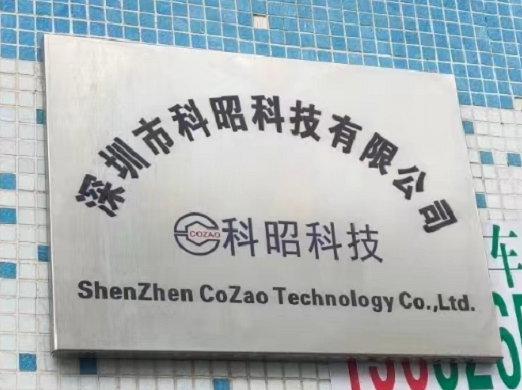 深圳市科昭科技有限公司
COZAO 科昭科技
ShenZhen CoZao Technology Co.,Ltd.
车